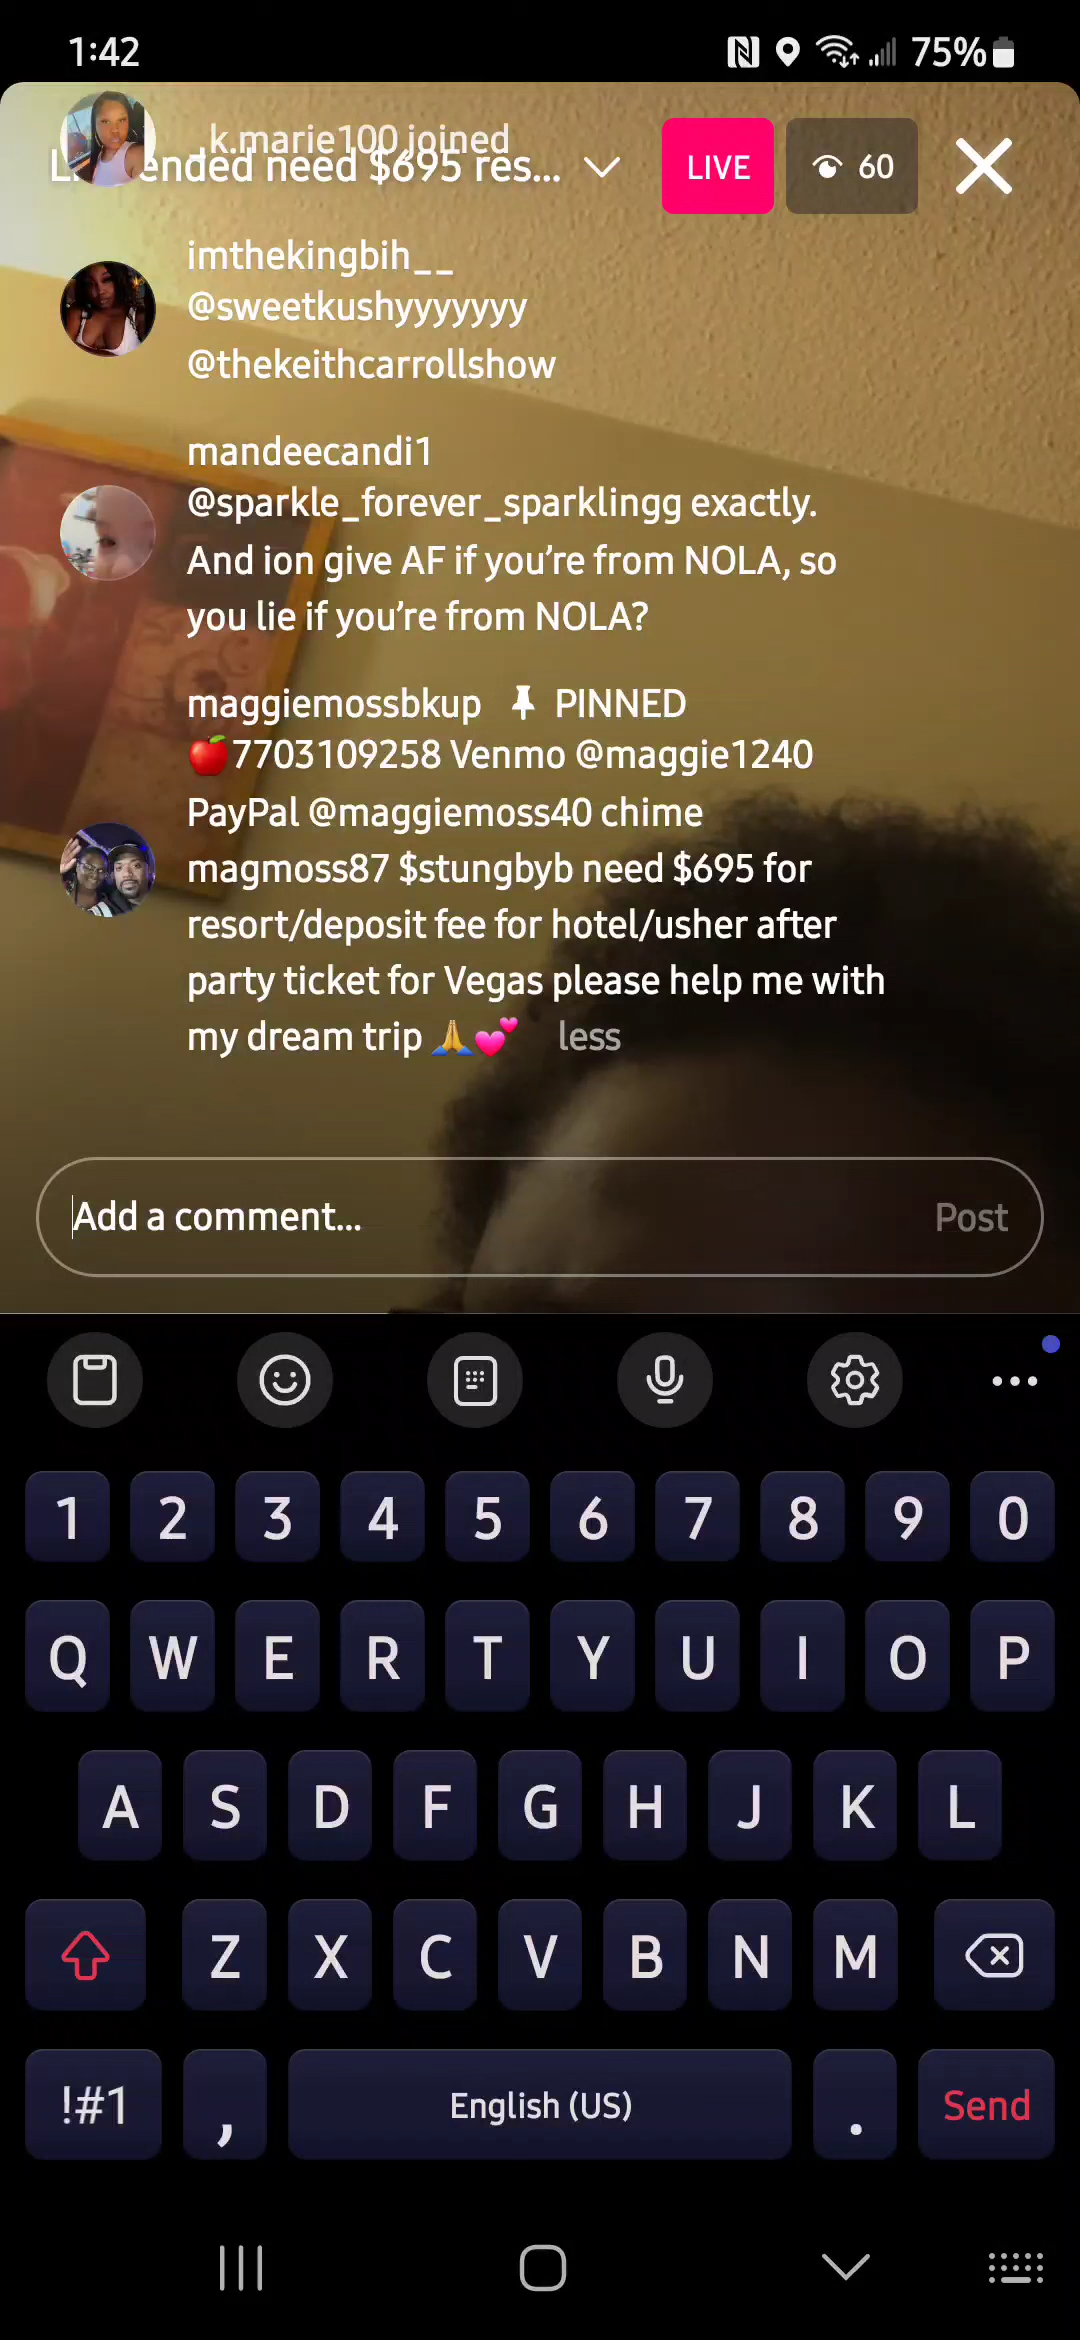 1:42
75%
_k.marie100 joined
ended need $695 res...
LIVE
60
imthekingbih__
@sweetkushyyyyyyy
@thekeithcarrollshow
mandeecandi1
@sparkle_forever_sparklingg exactly.
And ion give AF if you’re from NOLA, so
you lie if you’re from NOLA?
maggiemossbkup 📌 PINNED
🍎7703109258 Venmo @maggie1240
PayPal @maggiemoss40 chime
magmoss87 $stungbyb need $695 for
resort/deposit fee for hotel/usher after
party ticket for Vegas please help me with
my dream trip 🙏💕 less
Add a comment...
Post
1 2 3 4 5 6 7 8 9 0
Q W E R T Y U I O P
A S D F G H J K L
Z X C V B N M
!#1 , English (US) . Send